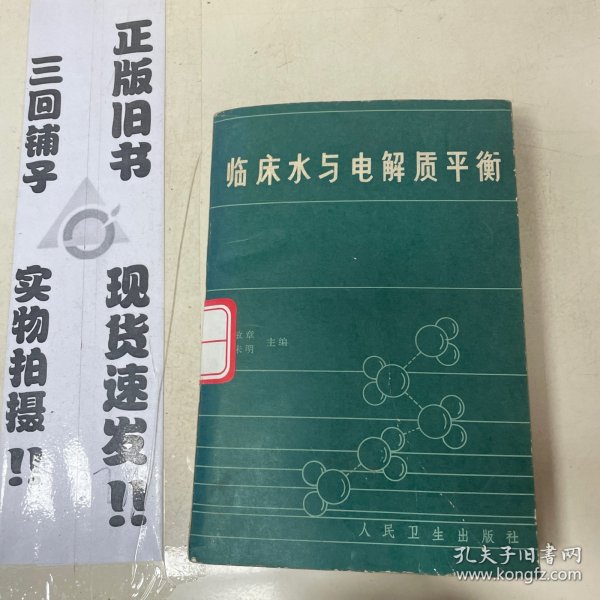 正版旧书
三回铺子
现货速发!!
实物拍摄!!
临床水与电解质平衡
章
明 主编
人民卫生出版社
孔夫子旧书网
www.kongfz.com